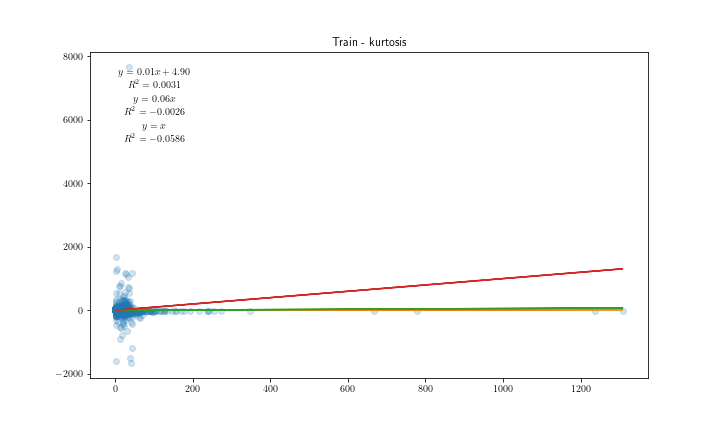 Train - kurtosis
8000
6000
4000
2000
0
−2000
y = 0.01x + 4.90
R² = 0.0031
y = 0.06x
R² = −0.0026
y = x
R² = −0.0586
0 200 400 600 800 1000 1200